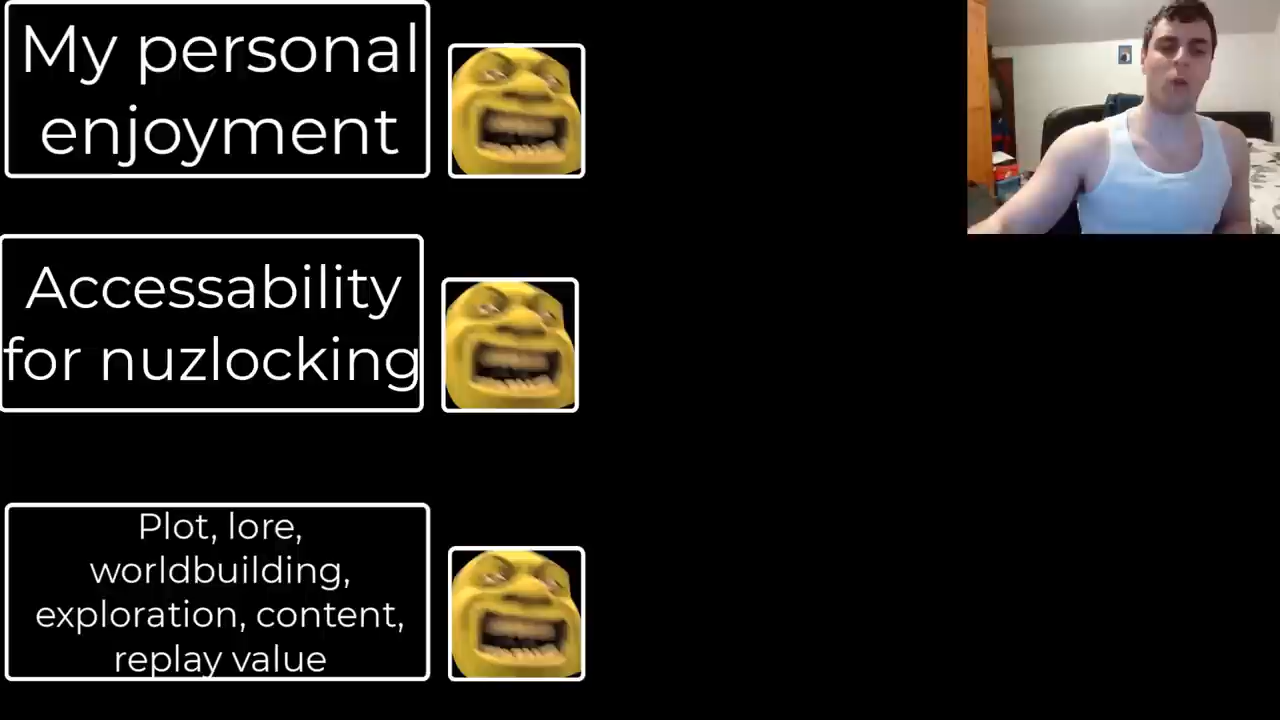 My personal
enjoyment
Accessability
for nuzlocking
Plot, lore,
worldbuilding,
exploration, content,
replay value